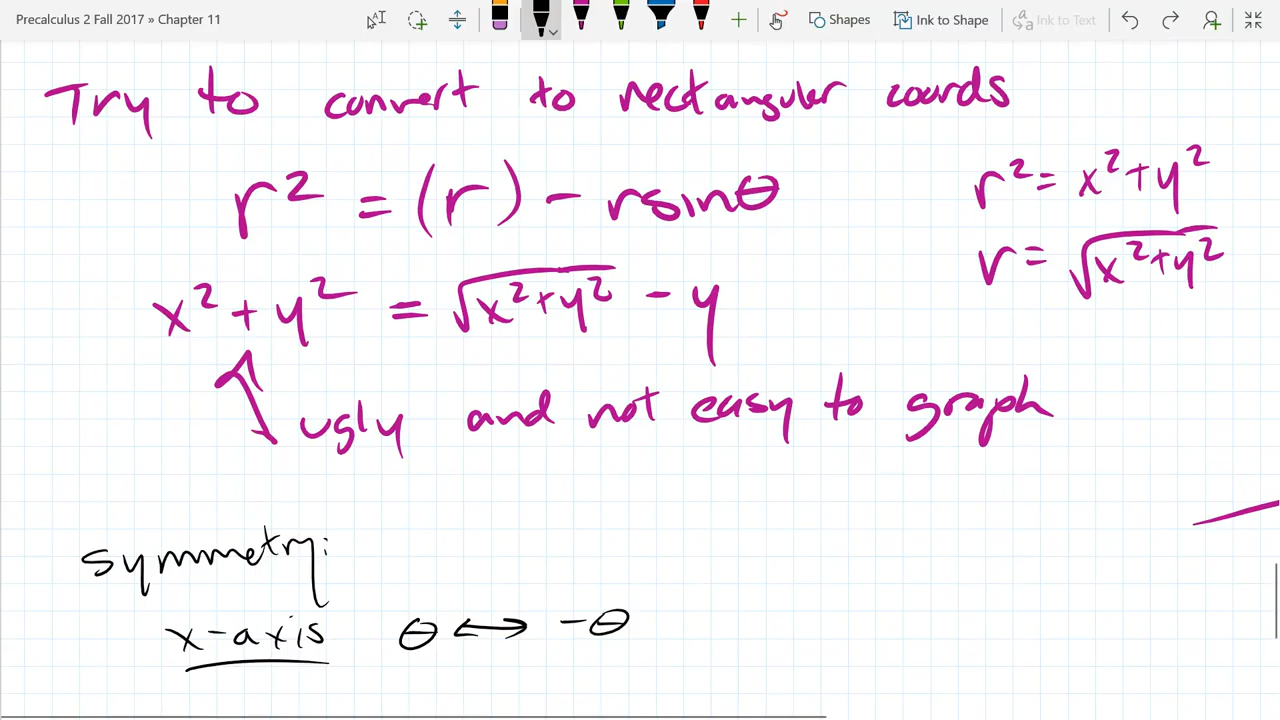 Precalculus 2 Fall 2017 » Chapter 11
Shapes
Ink to Shape
Ink to Text
Try to convert to rectangular coords
r² = (r) - rsinθ
r² = x² + y²
r = √(x² + y²)
x² + y² = √(x² + y²) - y
ugly and not easy to graph
symmetry:
x-axis θ ↔ -θ